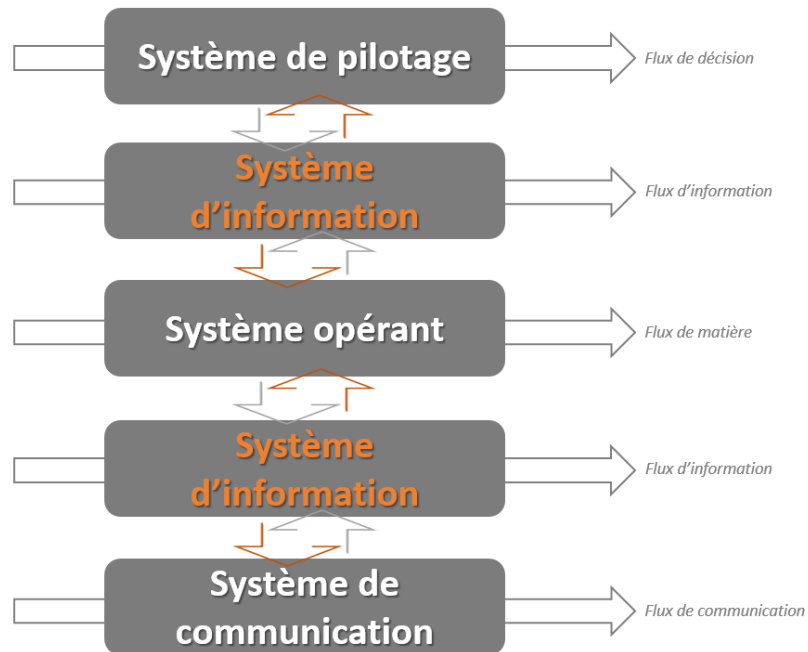 Système de pilotage
Flux de décision
Système
d’information
Flux d’information
Système opérant
Flux de matière
Système
d’information
Flux d’information
Système de
communication
Flux de communication